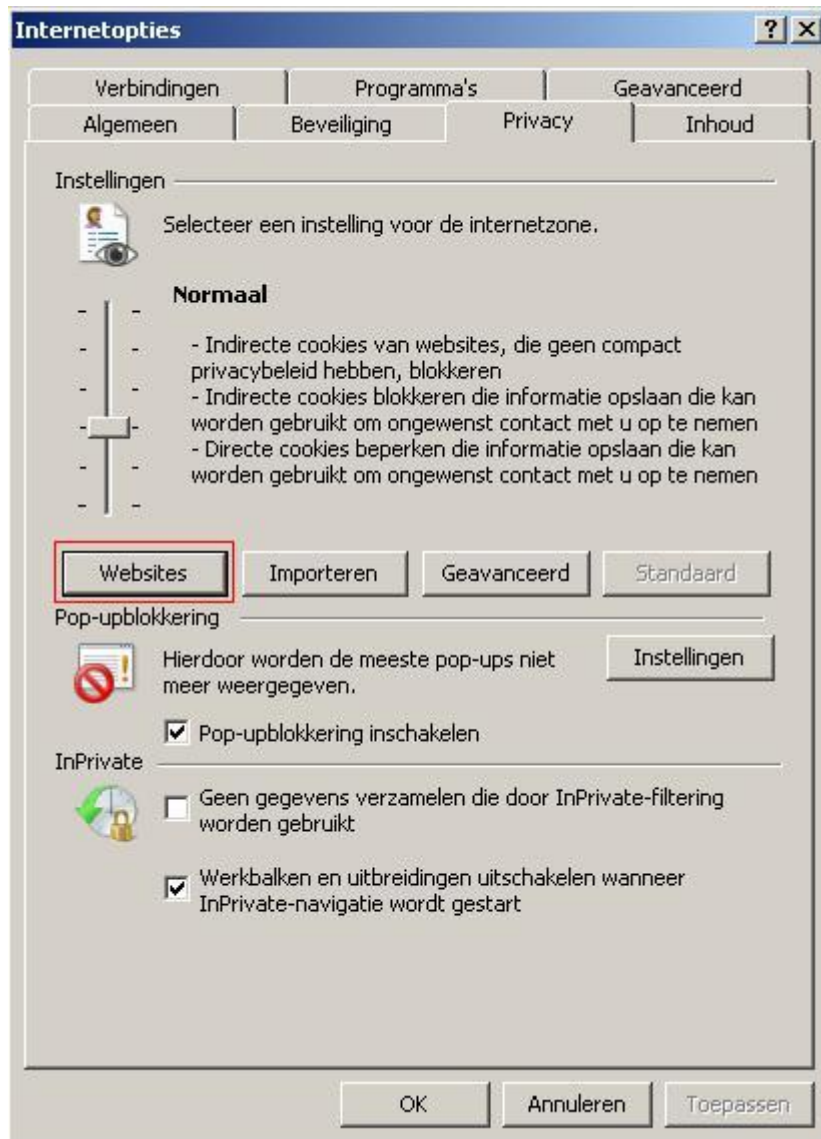 Internetopties
Verbindingen Programma's Geavanceerd
Algemeen Beveiliging Privacy Inhoud
Instellingen
Selecteer een instelling voor de internetzone.
Normaal
- Indirecte cookies van websites, die geen compact
privacybeleid hebben, blokkeren
- Indirecte cookies blokkeren die informatie opslaan die kan
worden gebruikt om ongewenst contact met u op te nemen
- Directe cookies beperken die informatie opslaan die kan
worden gebruikt om ongewenst contact met u op te nemen
Websites Importeren Geavanceerd Standaard
Pop-upblokkering
Hierdoor worden de meeste pop-ups niet
meer weergegeven.
Instellingen
Pop-upblokkering inschakelen
InPrivate
Geen gegevens verzamelen die door InPrivate-filtering
worden gebruikt
Werkbalken en uitbreidingen uitschakelen wanneer
InPrivate-navigatie wordt gestart
OK Annuleren Toepassen